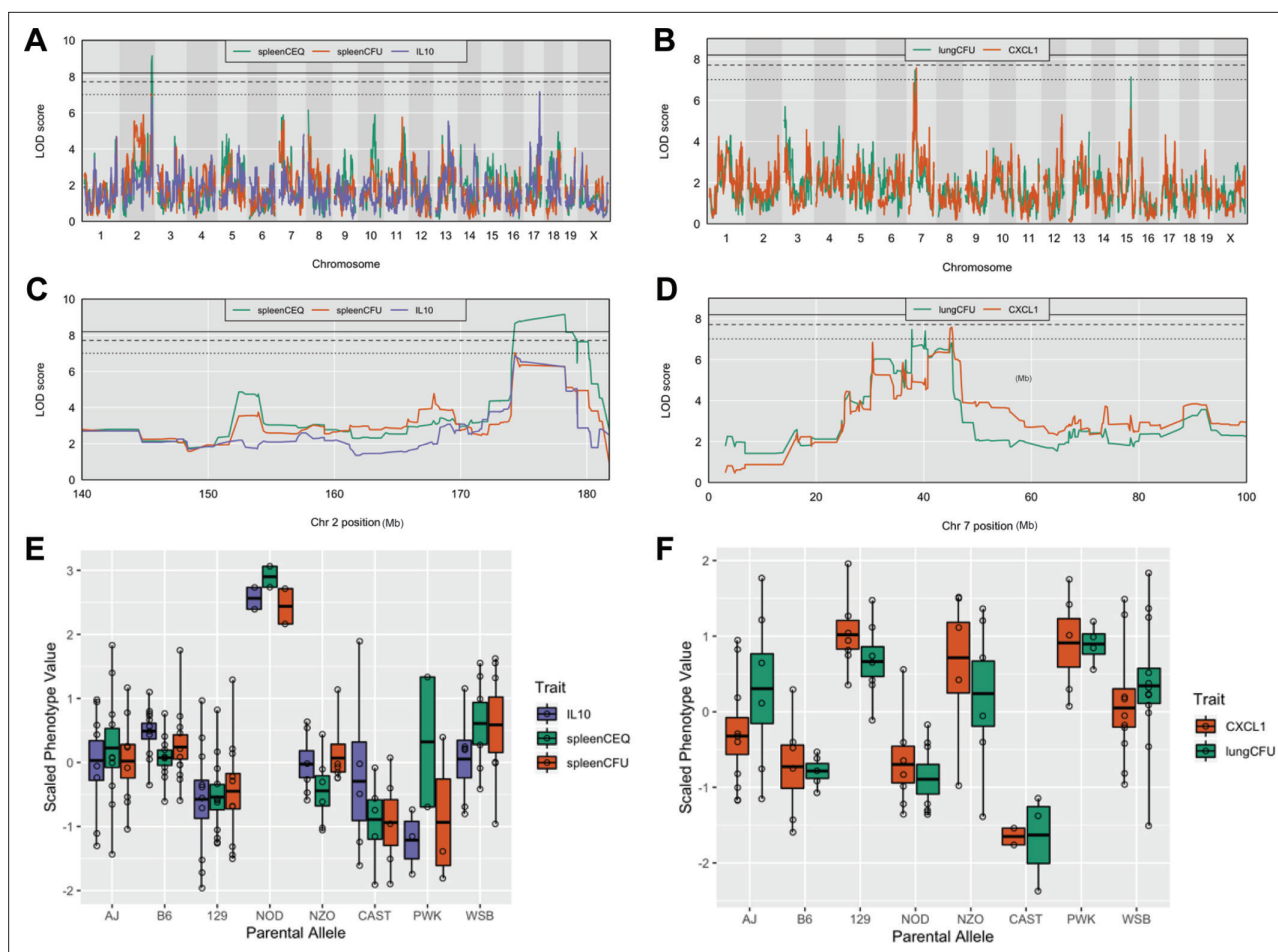 A
spleenCEQ spleenCFU IL10
10
8
6
4
2
0
LOD score
1 2 3 4 5 6 7 8 9 10 11 12 13 14 15 16 17 18 19 X
Chromosome
B
lungCFU CXCL1
8
6
4
2
0
LOD score
1 2 3 4 5 6 7 8 9 10 11 12 13 14 15 16 17 18 19 X
Chromosome
C
spleenCEQ spleenCFU IL10
10
8
6
4
2
0
LOD score
140 150 160 170 180
Chr 2 position (Mb)
D
lungCFU CXCL1
8
6
4
2
0
LOD score
(Mb)
0 20 40 60 80 100
Chr 7 position (Mb)
E
3
2
1
0
-1
-2
Scaled Phenotype Value
AJ B6 129 NOD NZO CAST PWK WSB
Parental Allele
Trait
IL10
spleenCEQ
spleenCFU
F
2
1
0
-1
-2
Scaled Phenotype Value
AJ B6 129 NOD NZO CAST PWK WSB
Parental Allele
Trait
CXCL1
lungCFU